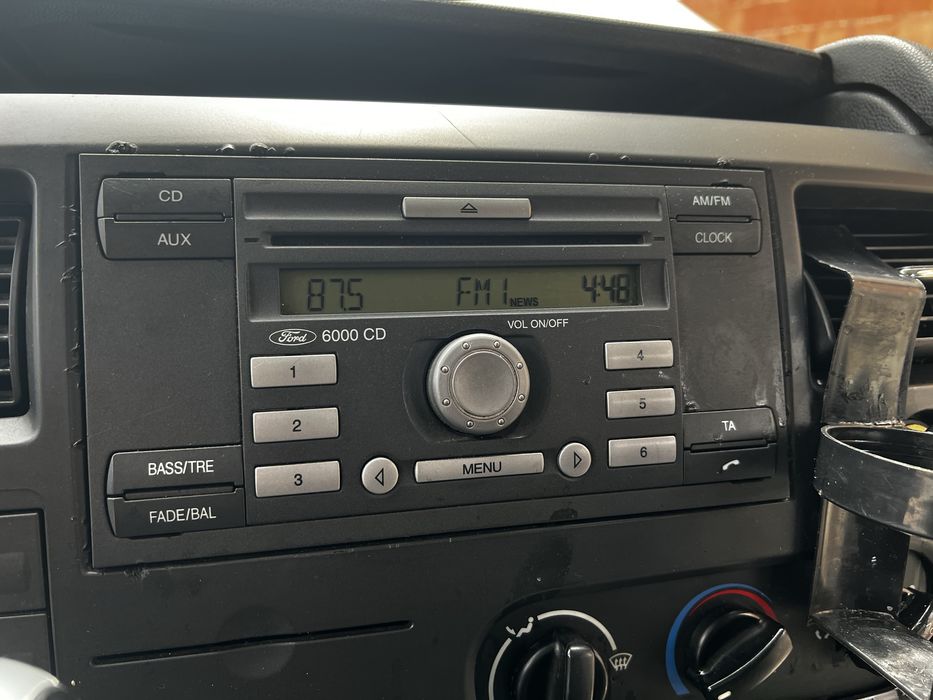 CD
AUX
AM/FM
CLOCK
87.5 FM1 NEWS 4:48
Ford 6000 CD
VOL ON/OFF
1
2
3
4
5
6
MENU
BASS/TRE
FADE/BAL
TA